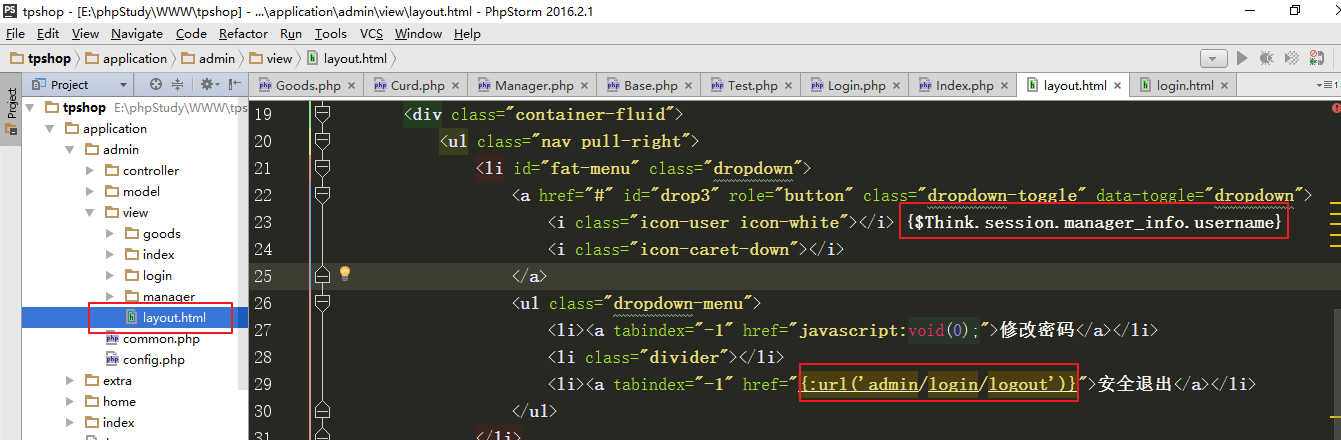 tpshop - [E:\phpStudy\WWW\tpshop] - ...\application\admin\view\layout.html - PhpStorm 2016.2.1
File Edit View Navigate Code Refactor Run Tools VCS Window Help
tpshop application admin view layout.html
Project
Goods.php Curd.php Manager.php Base.php Test.php Login.php Index.php layout.html login.html
Project
tpshop E:\phpStudy\WWW\tps
application
admin
controller
model
view
goods
index
login
manager
layout.html
common.php
config.php
extra
home
index
19 <div class="container-fluid">
20 <ul class="nav pull-right">
21 <li id="fat-menu" class="dropdown">
22 <a href="#" id="drop3" role="button" class="dropdown-toggle" data-toggle="dropdown">
23 <i class="icon-user icon-white"></i> {$Think.session.manager_info.username}
24 <i class="icon-caret-down"></i>
25 </a>
26 <ul class="dropdown-menu">
27 <li><a tabindex="-1" href="javascript:void(0);">修改密码</a></li>
28 <li class="divider"></li>
29 <li><a tabindex="-1" href="{:url('admin/login/logout')}">安全退出</a></li>
30 </ul>
31 </li>